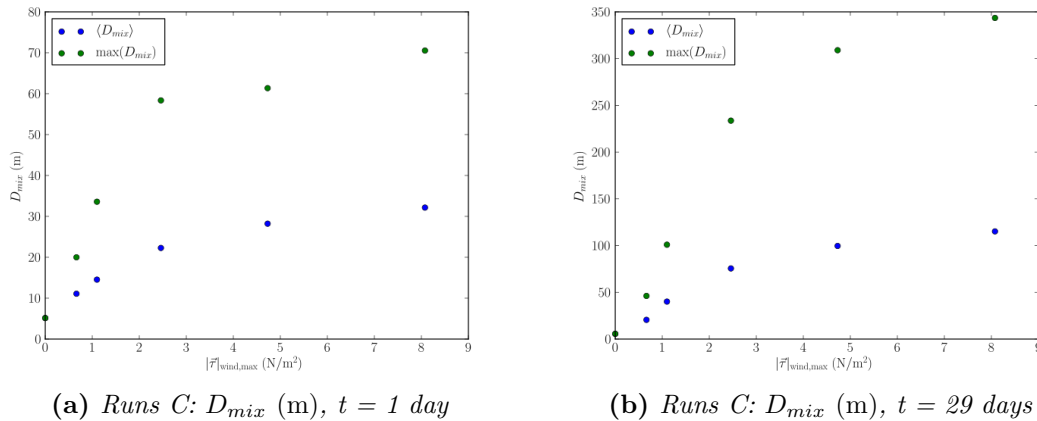 80
70
60
50
40
30
20
10
0
D_mix (m)
⟨D_mix⟩
max(D_mix)
0 1 2 3 4 5 6 7 8 9
|τ⃗|wind,max (N/m²)
(a) Runs C: D_mix (m), t = 1 day
350
300
250
200
150
100
50
0
D_mix (m)
⟨D_mix⟩
max(D_mix)
0 1 2 3 4 5 6 7 8 9
|τ⃗|wind,max (N/m²)
(b) Runs C: D_mix (m), t = 29 days